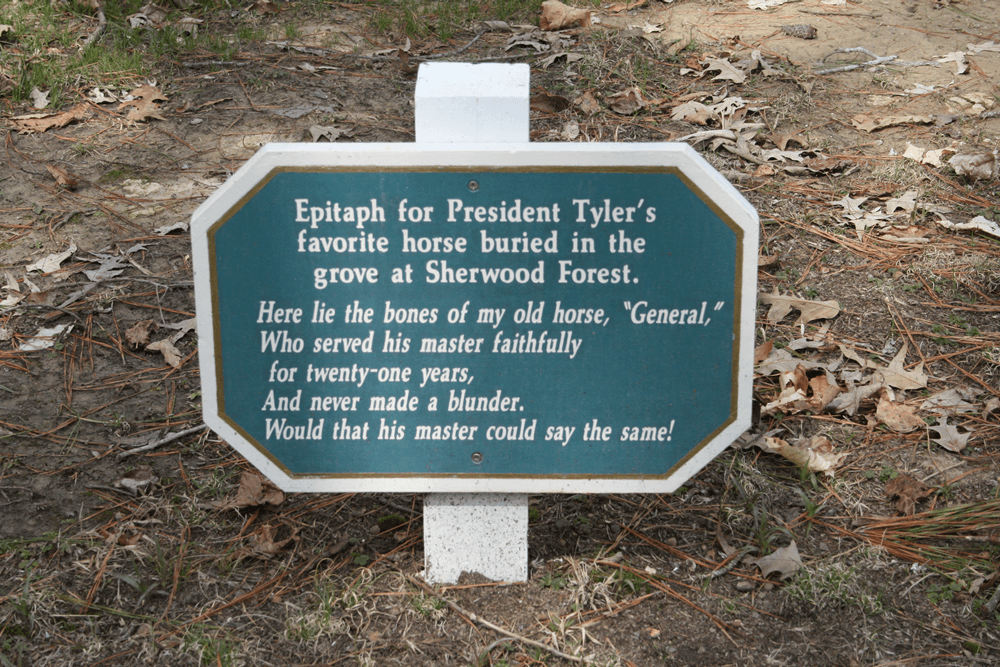 Epitaph for President Tyler's
favorite horse buried in the
grove at Sherwood Forest.
Here lie the bones of my old horse, "General,"
Who served his master faithfully
for twenty-one years,
And never made a blunder.
Would that his master could say the same!